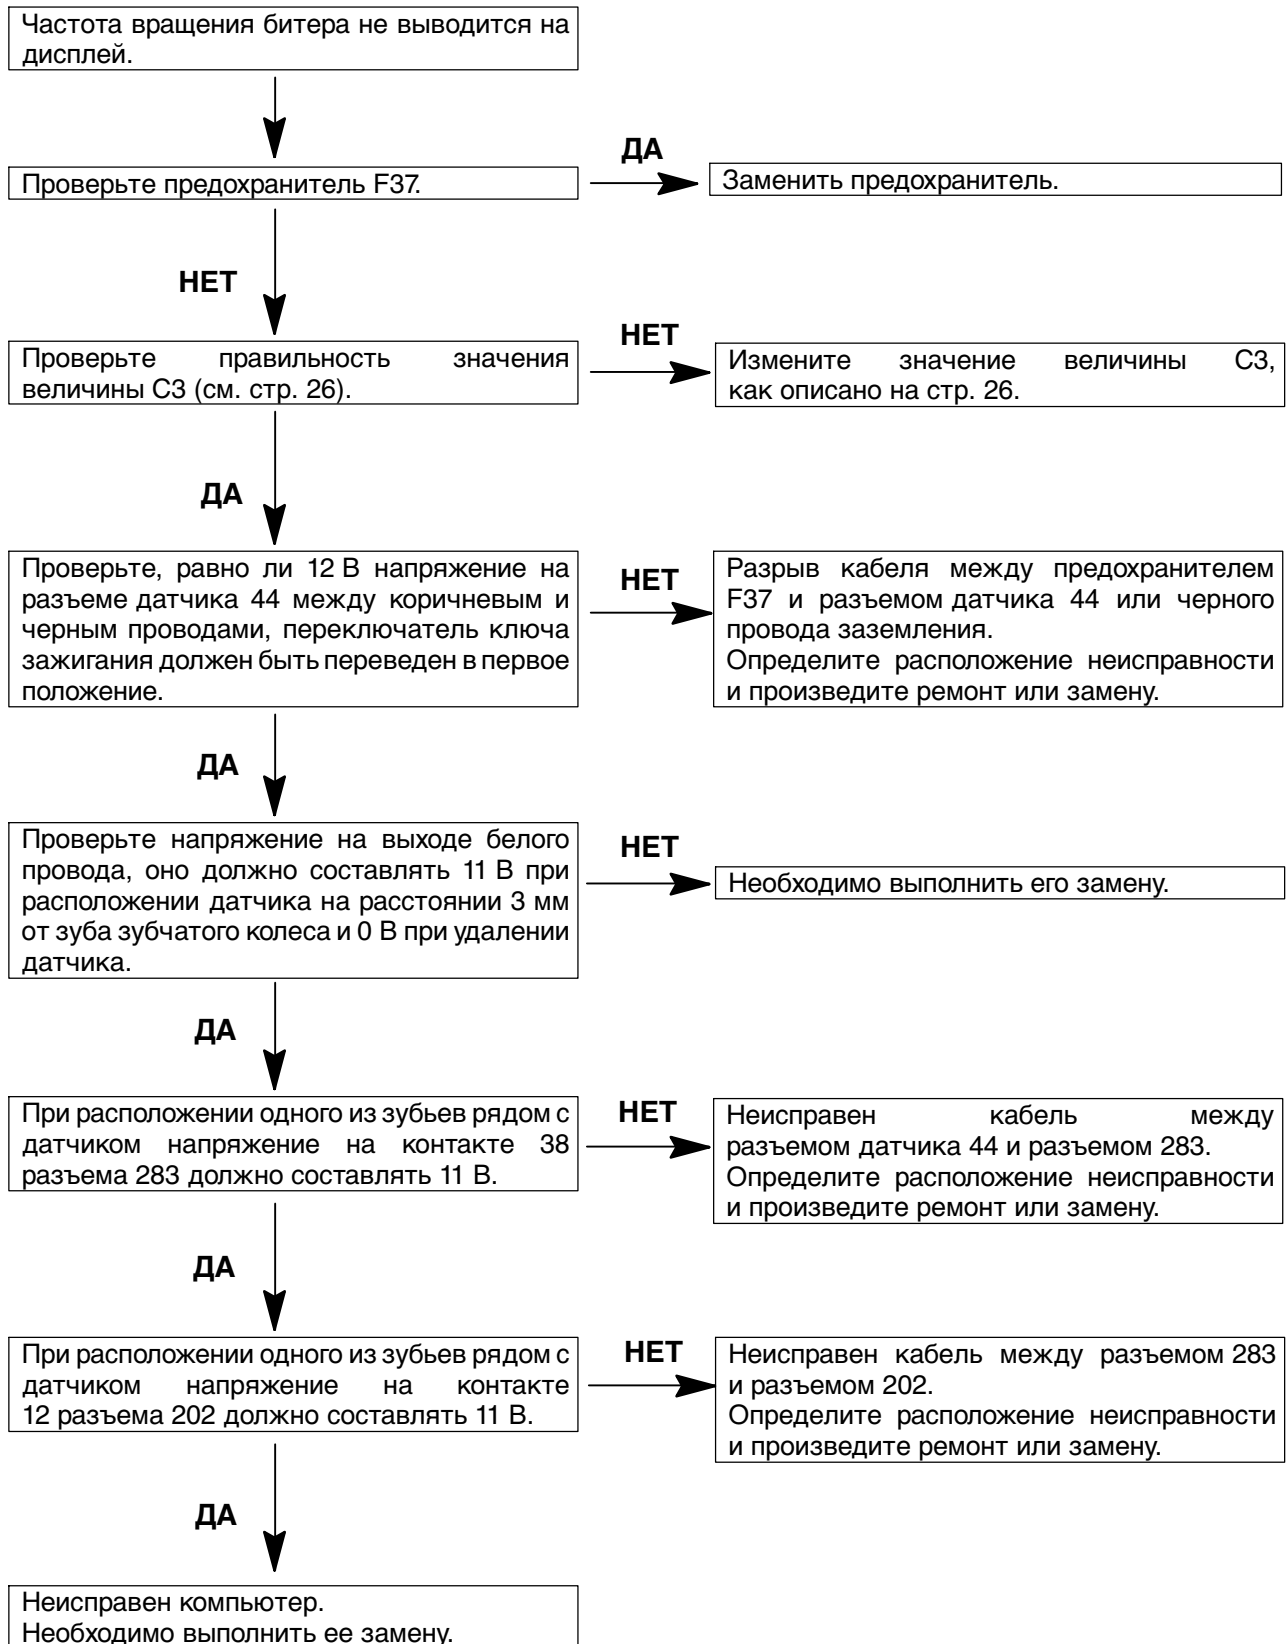 Частота вращения битера не выводится на
дисплей.
ДА
Проверьте предохранитель F37.
Заменить предохранитель.
НЕТ
НЕТ
Проверьте правильность значения
величины С3 (см. стр. 26).
Измените значение величины С3,
как описано на стр. 26.
ДА
Проверьте, равно ли 12 В напряжение на
разъеме датчика 44 между коричневым и
черным проводами, переключатель ключа
зажигания должен быть переведен в первое
положение.
НЕТ
Разрыв кабеля между предохранителем
F37 и разъемом датчика 44 или черного
провода заземления.
Определите расположение неисправности
и произведите ремонт или замену.
ДА
Проверьте напряжение на выходе белого
провода, оно должно составлять 11 В при
расположении датчика на расстоянии 3 мм
от зуба зубчатого колеса и 0 В при удалении
датчика.
НЕТ
Необходимо выполнить его замену.
ДА
При расположении одного из зубьев рядом с
датчиком напряжение на контакте 38
разъема 283 должно составлять 11 В.
НЕТ
Неисправен кабель между
разъемом датчика 44 и разъемом 283.
Определите расположение неисправности
и произведите ремонт или замену.
ДА
При расположении одного из зубьев рядом с
датчиком напряжение на контакте
12 разъема 202 должно составлять 11 В.
НЕТ
Неисправен кабель между разъемом 283
и разъемом 202.
Определите расположение неисправности
и произведите ремонт или замену.
ДА
Неисправен компьютер.
Необходимо выполнить ее замену.